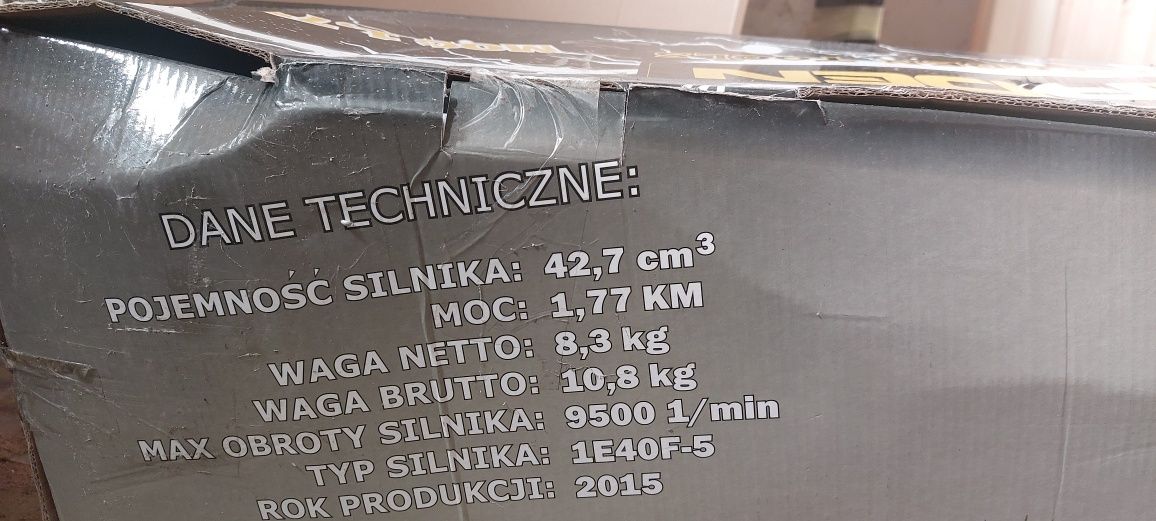 DANE TECHNICZNE:
POJEMNOŚĆ SILNIKA: 42,7 cm³
MOC: 1,77 KM
WAGA NETTO: 8,3 kg
WAGA BRUTTO: 10,8 kg
MAX OBROTY SILNIKA: 9500 1/min
TYP SILNIKA: 1E40F-5
ROK PRODUKCJI: 2015